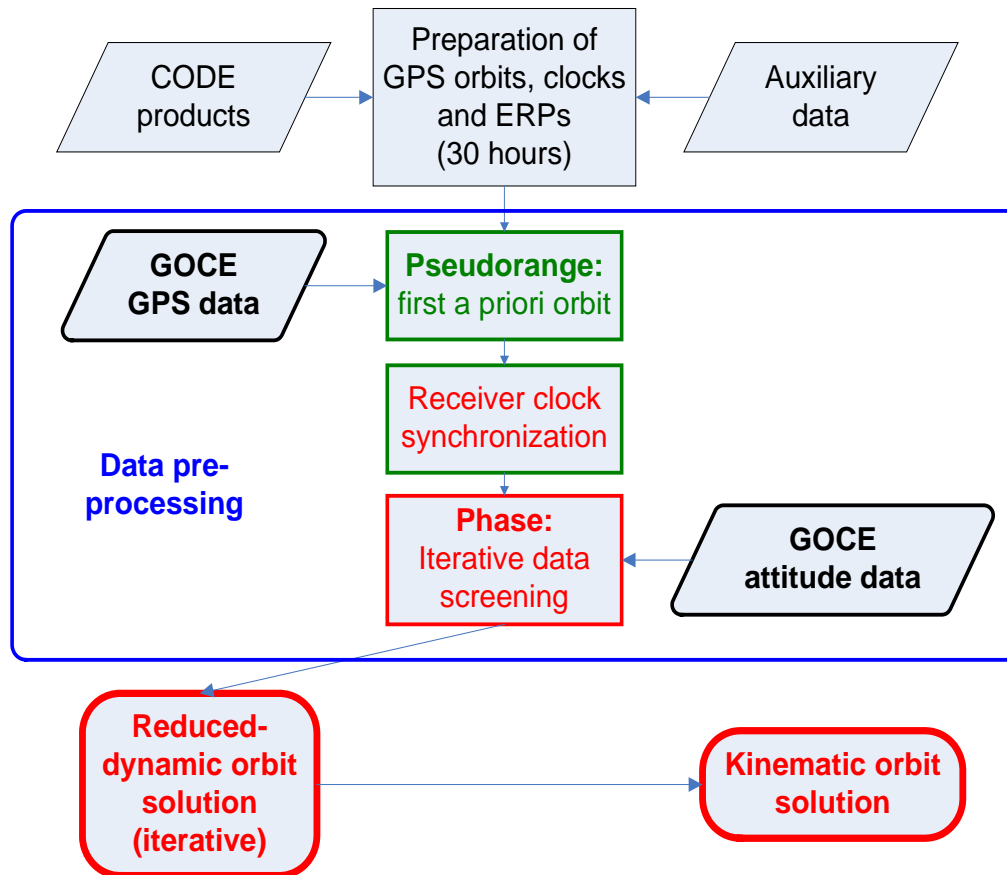 CODE
products
Preparation of
GPS orbits, clocks
and ERPs
(30 hours)
Auxiliary
data
GOCE
GPS data
Pseudorange:
first a priori orbit
Receiver clock
synchronization
Data pre-
processing
Phase:
Iterative data
screening
GOCE
attitude data
Reduced-
dynamic orbit
solution
(iterative)
Kinematic orbit
solution